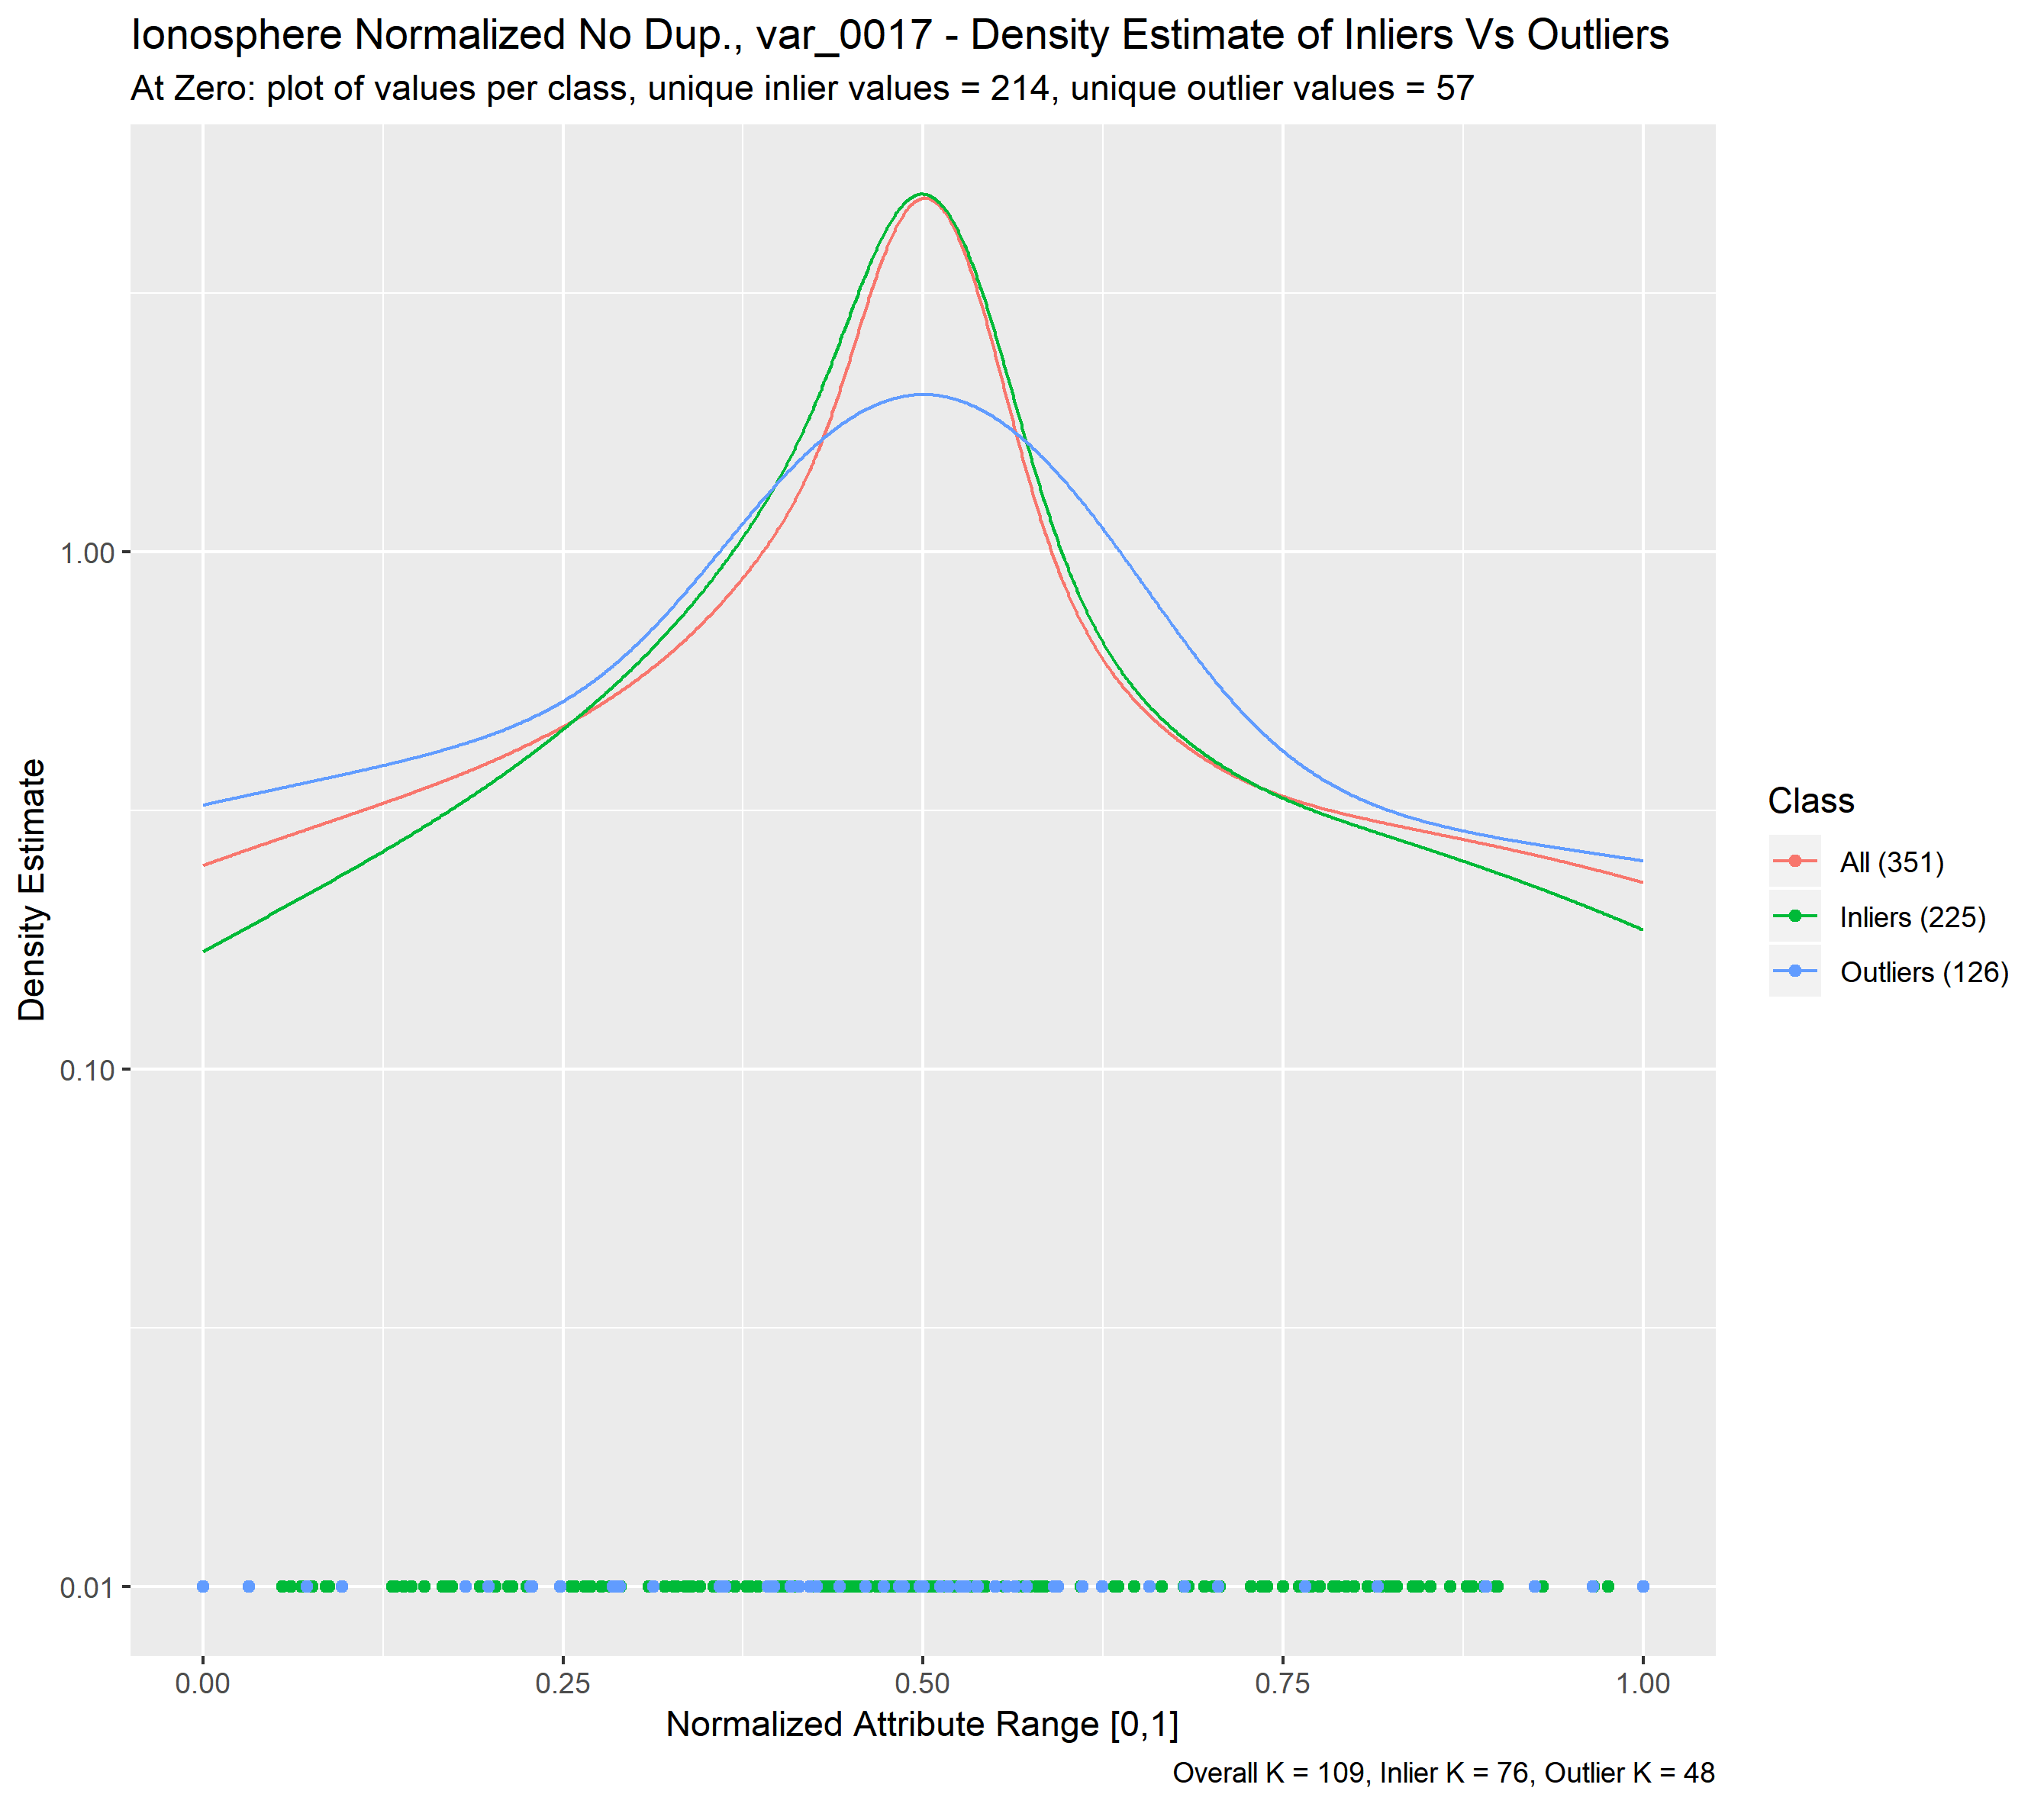 Ionosphere Normalized No Dup., var_0017 - Density Estimate of Inliers Vs Outliers
At Zero: plot of values per class, unique inlier values = 214, unique outlier values = 57
Density Estimate
1.00
0.10
0.01
0.00 0.25 0.50 0.75 1.00
Normalized Attribute Range [0,1]
Class
All (351)
Inliers (225)
Outliers (126)
Overall K = 109, Inlier K = 76, Outlier K = 48